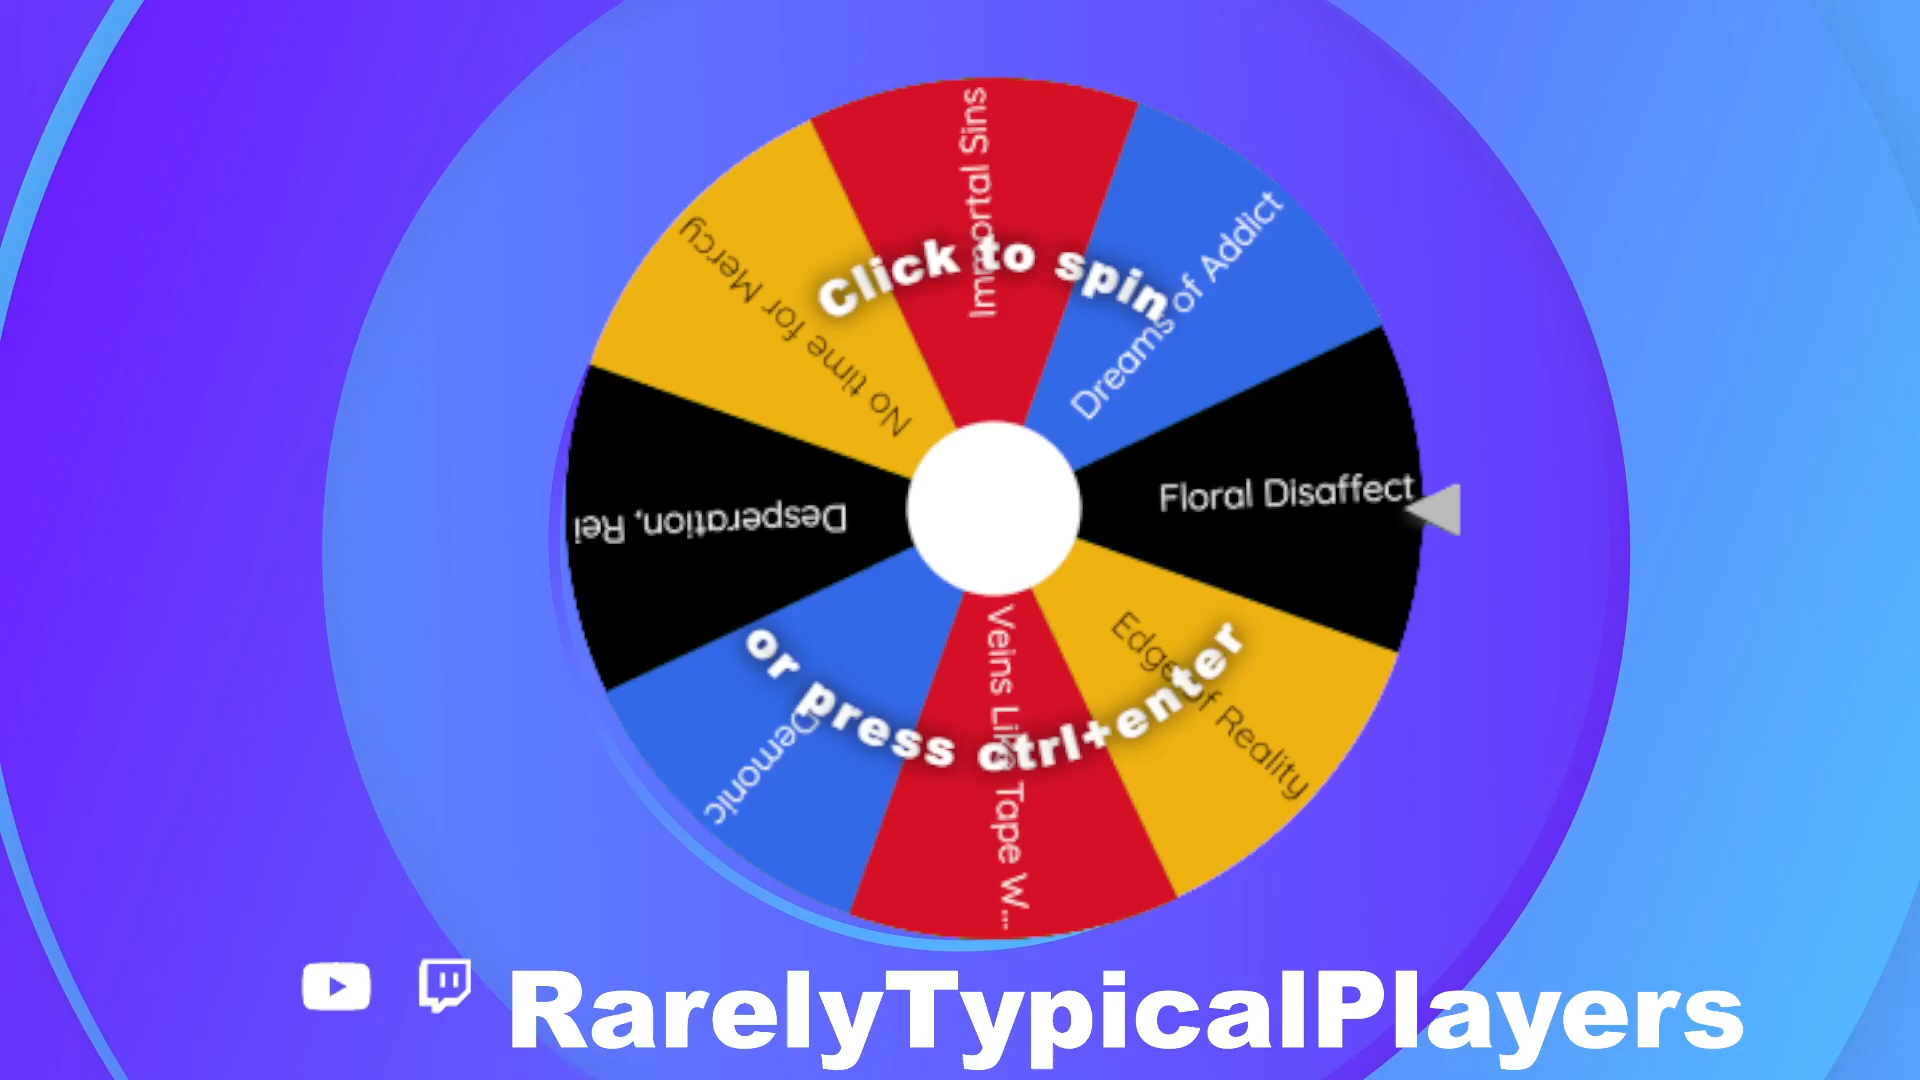 Immortal Sins
Dreams of Addict
Floral Disaffect
Edge of Reality
Veins Like Tape W...
Demonic
Desperation, Rei
No time for Mercy
Click to spin
or press ctrl+enter
RarelyTypicalPlayers